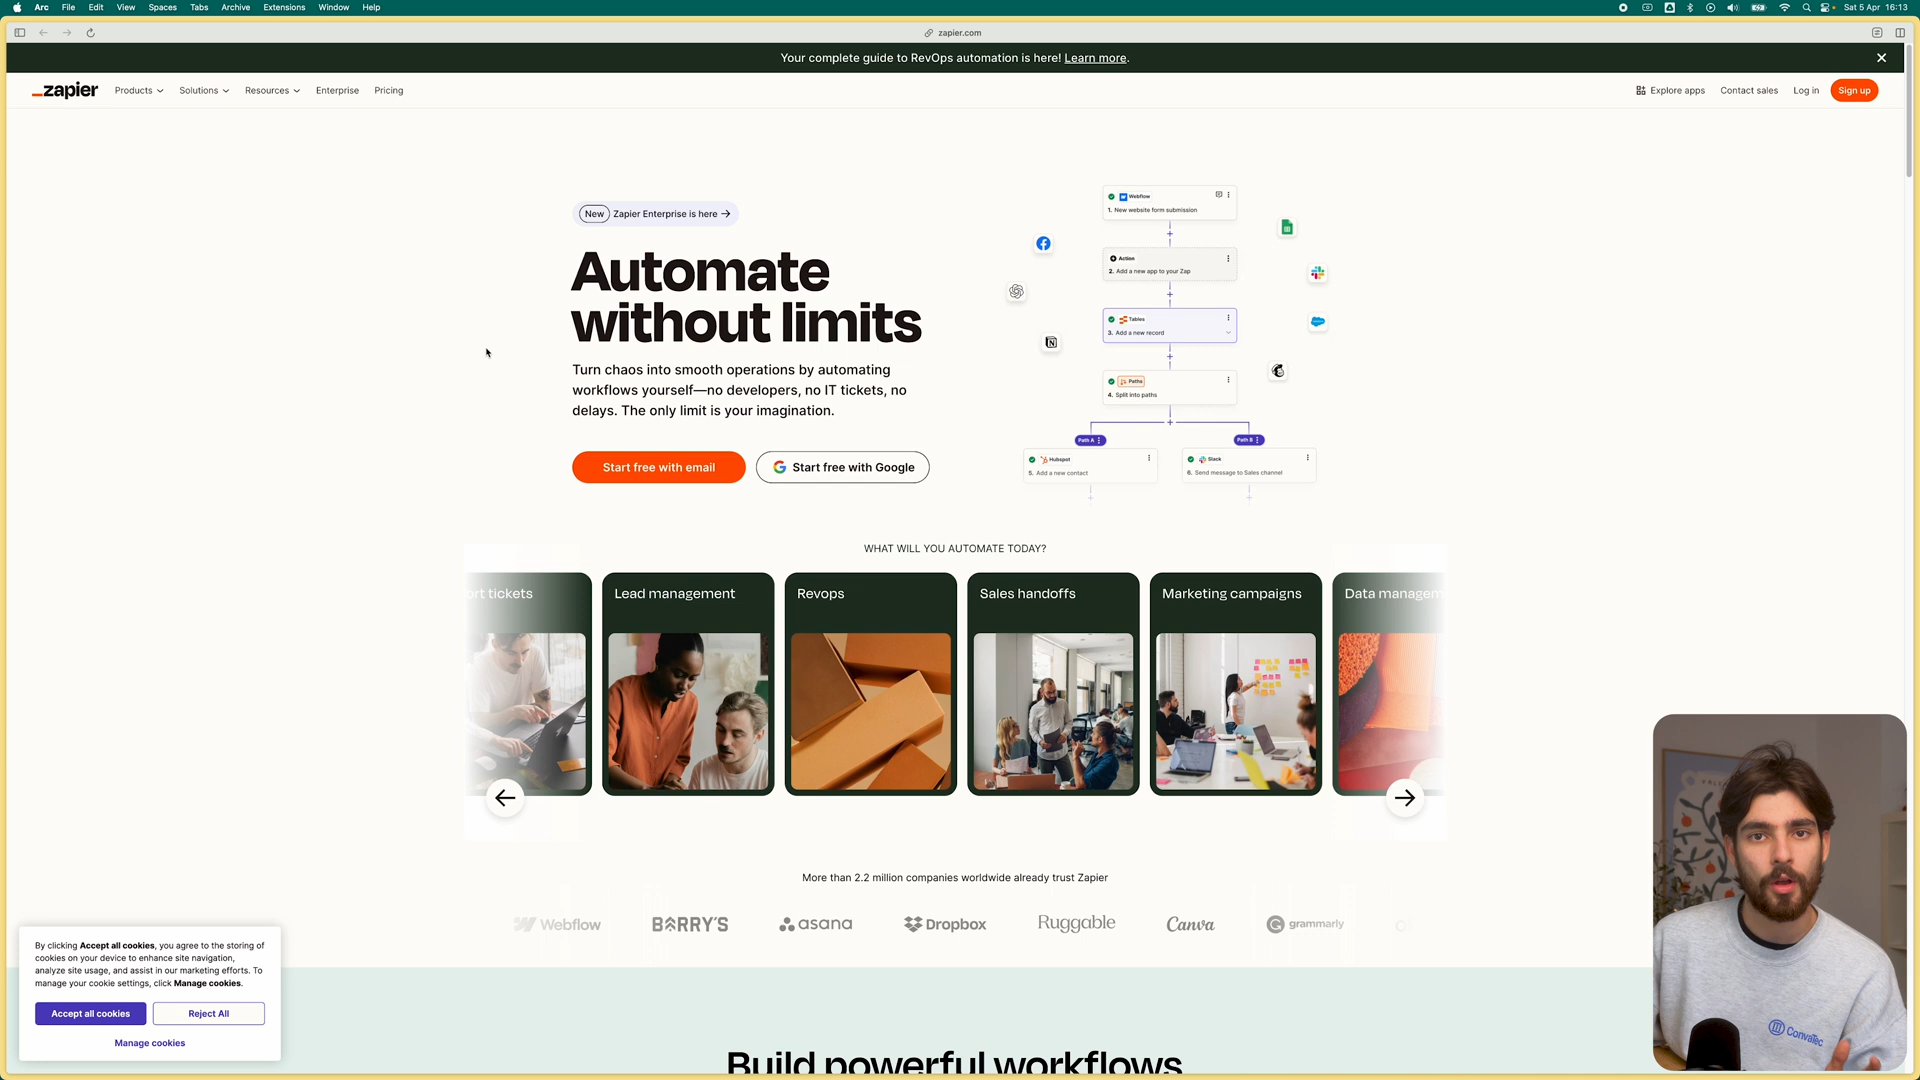 Arc File Edit View Spaces Tabs Archive Extensions Window Help
Sat 5 Apr 16:13
zapier.com
Your complete guide to RevOps automation is here! Learn more.
zapier Products Solutions Resources Enterprise Pricing
Explore apps Contact sales Log in Sign up
New Zapier Enterprise is here →
Automate
without limits
Turn chaos into smooth operations by automating
workflows yourself—no developers, no IT tickets, no
delays. The only limit is your imagination.
Start free with email
Start free with Google
Webflow
1. New website form submission
Action
2. Add a new app to your Zap
Tables
3. Add a new record
Paths
4. Split into paths
Path A
Path B
Hubspot
5. Add a new contact
Slack
6. Send message to Sales channel
WHAT WILL YOU AUTOMATE TODAY?
ort tickets
Lead management
Revops
Sales handoffs
Marketing campaigns
Data managem
More than 2.2 million companies worldwide already trust Zapier
Webflow BARRY'S asana Dropbox Ruggable Canva grammarly
By clicking Accept all cookies, you agree to the storing of
cookies on your device to enhance site navigation,
analyze site usage, and assist in our marketing efforts. To
manage your cookie settings, click Manage cookies.
Accept all cookies
Reject All
Manage cookies
Build powerful workflows
ConvaTec